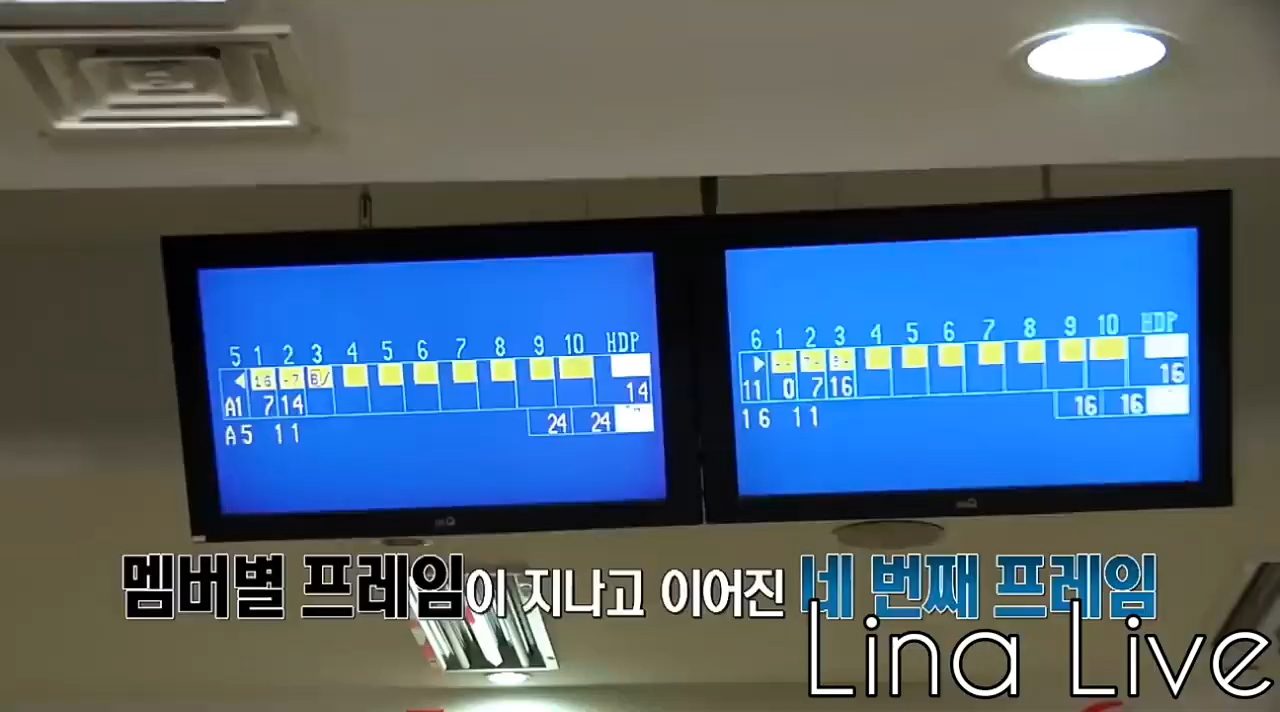 5 1 2 3 4 5 6 7 8 9 10 HDP
16 -7 8/
A1 7 14 14
24 24
A5 11
6 1 2 3 4 5 6 7 8 9 10 HDP
11 0 7 16 16
16 16
16 11
멤버별 프레임이 지나고 이어진 네 번째 프레임
Lina Live